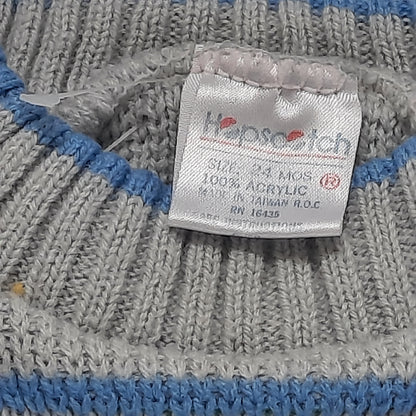 Hopscotch
SIZE: 24 MOS. ®
100% ACRYLIC
MADE IN TAIWAN R.O.C
RN 16435